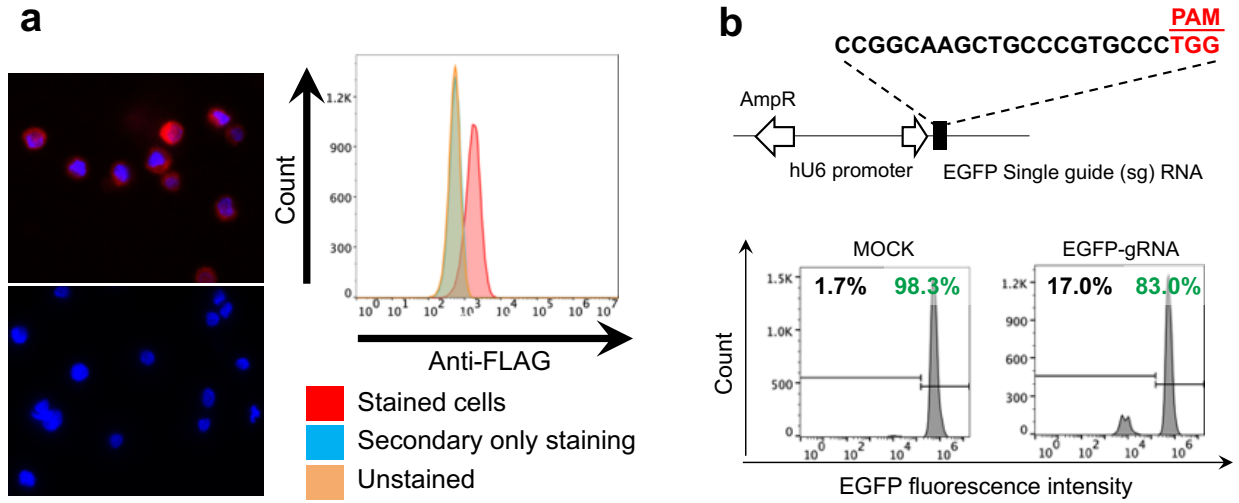 a
Count
1.2K
900
600
300
0
10^0 10^1 10^2 10^3 10^4 10^5 10^6 10^7
Anti-FLAG
Stained cells
Secondary only staining
Unstained
b
PAM
CCGGCAAGCTGCCCGTGCCCTGG
AmpR
hU6 promoter
EGFP Single guide (sg) RNA
MOCK
EGFP-gRNA
Count
1.5K
1.0K
500
0
1.7% 98.3%
10^0 10^2 10^4 10^6
1.2K
900
600
300
0
17.0% 83.0%
10^0 10^2 10^4 10^6
EGFP fluorescence intensity